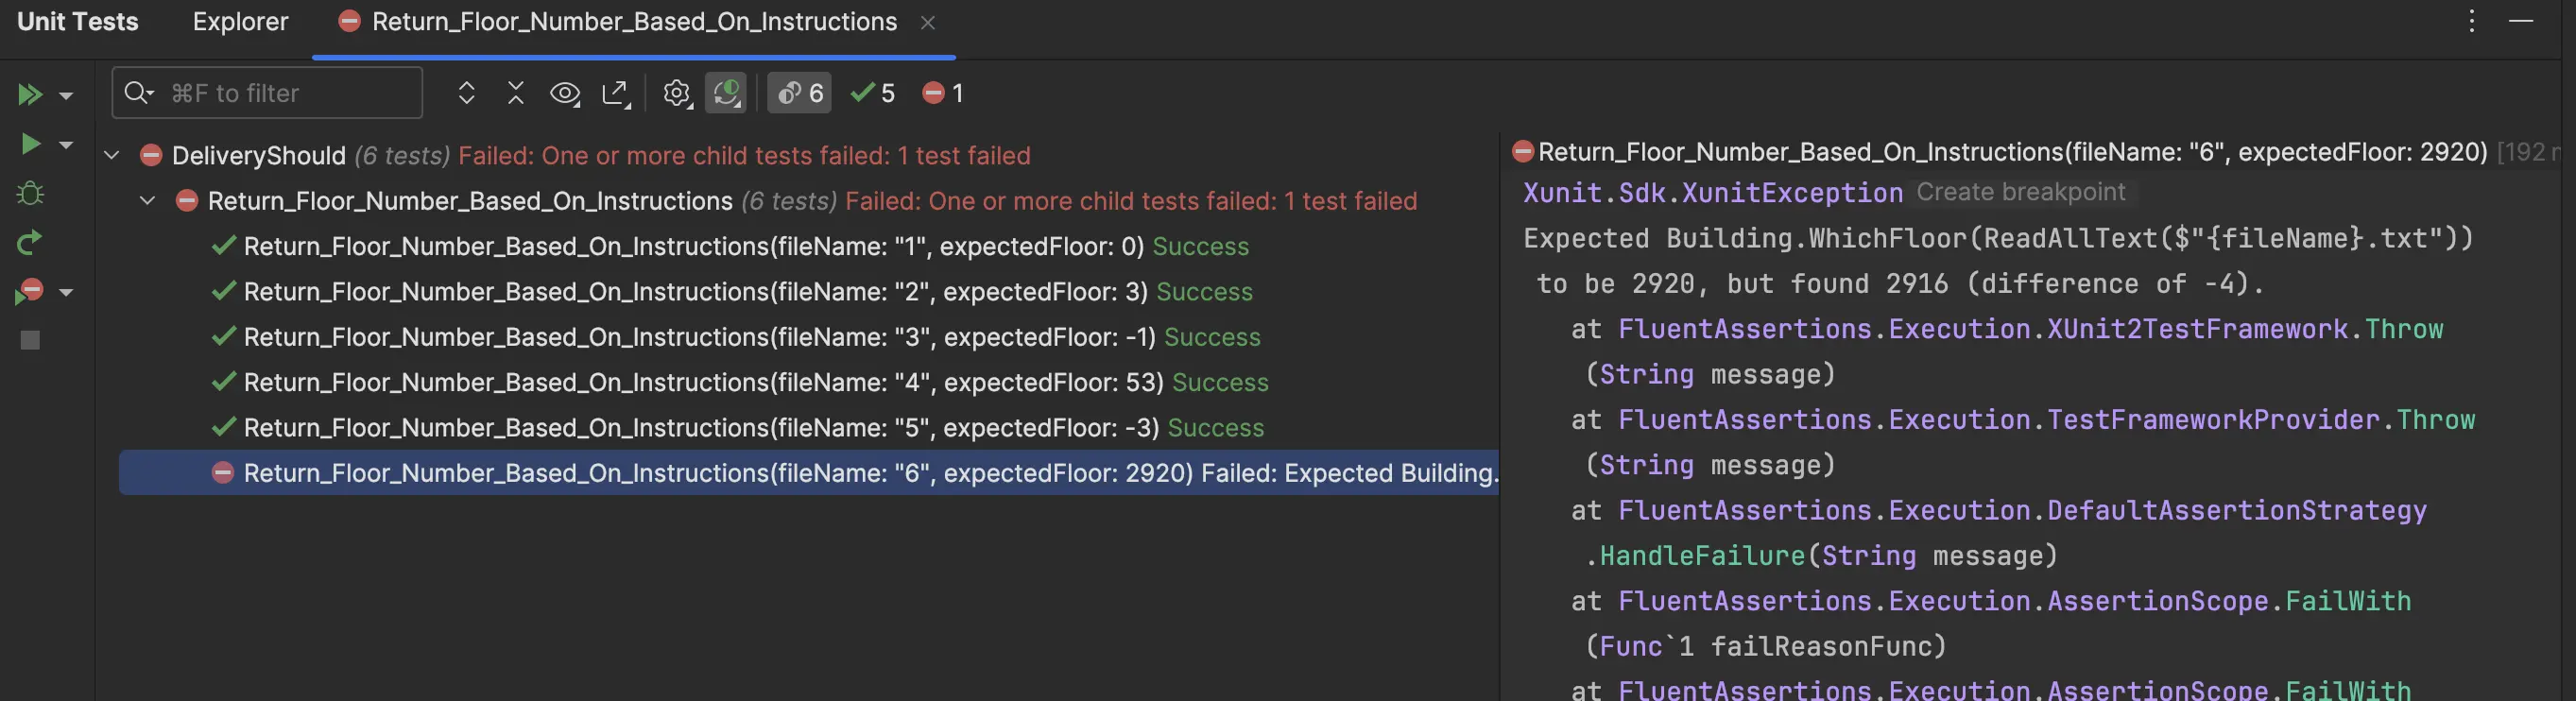 Unit Tests Explorer Return_Floor_Number_Based_On_Instructions
⌘F to filter 6 5 1
DeliveryShould (6 tests) Failed: One or more child tests failed: 1 test failed
Return_Floor_Number_Based_On_Instructions (6 tests) Failed: One or more child tests failed: 1 test failed
Return_Floor_Number_Based_On_Instructions(fileName: "1", expectedFloor: 0) Success
Return_Floor_Number_Based_On_Instructions(fileName: "2", expectedFloor: 3) Success
Return_Floor_Number_Based_On_Instructions(fileName: "3", expectedFloor: -1) Success
Return_Floor_Number_Based_On_Instructions(fileName: "4", expectedFloor: 53) Success
Return_Floor_Number_Based_On_Instructions(fileName: "5", expectedFloor: -3) Success
Return_Floor_Number_Based_On_Instructions(fileName: "6", expectedFloor: 2920) Failed: Expected Building.
Return_Floor_Number_Based_On_Instructions(fileName: "6", expectedFloor: 2920) [192
Xunit.Sdk.XunitException Create breakpoint
Expected Building.WhichFloor(ReadAllText($"{fileName}.txt"))
to be 2920, but found 2916 (difference of -4).
at FluentAssertions.Execution.XUnit2TestFramework.Throw
(String message)
at FluentAssertions.Execution.TestFrameworkProvider.Throw
(String message)
at FluentAssertions.Execution.DefaultAssertionStrategy
.HandleFailure(String message)
at FluentAssertions.Execution.AssertionScope.FailWith
(Func`1 failReasonFunc)
at FluentAssertions.Execution.AssertionScope.FailWith